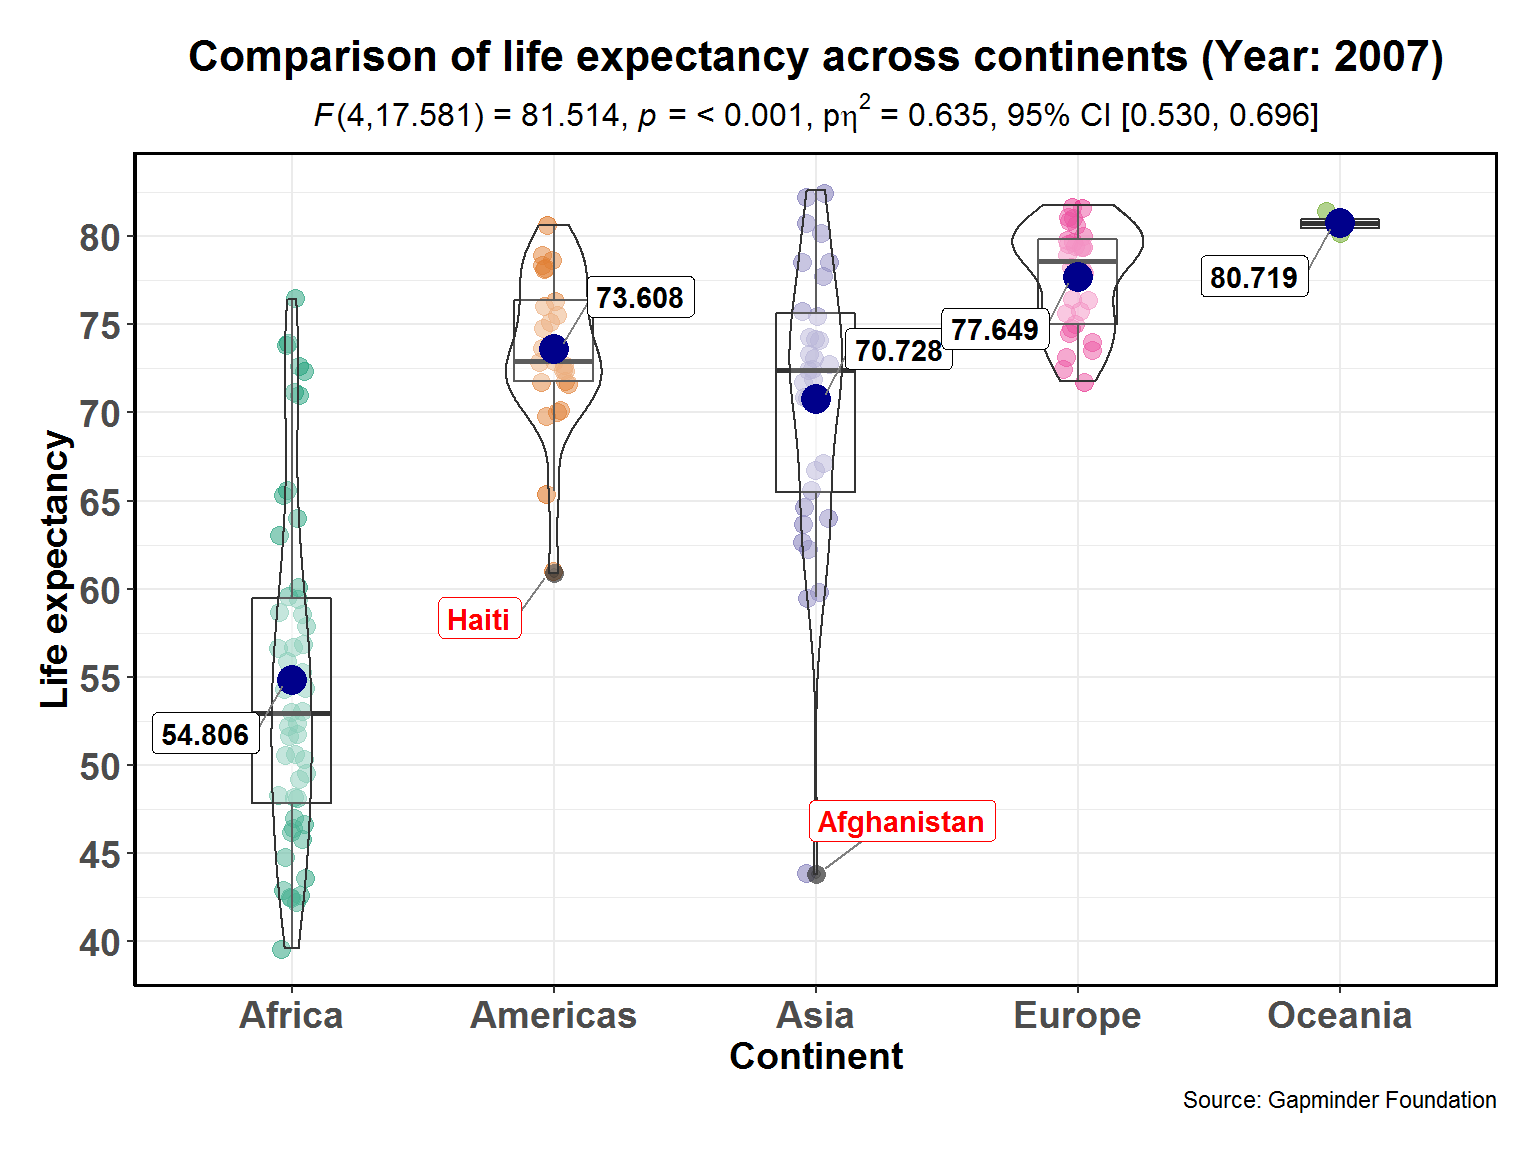 Comparison of life expectancy across continents (Year: 2007)
F(4,17.581) = 81.514, p = < 0.001, pη² = 0.635, 95% CI [0.530, 0.696]
Life expectancy
80
75
70
65
60
55
50
45
40
54.806
73.608
70.728
77.649
80.719
Haiti
Afghanistan
Africa
Americas
Asia
Europe
Oceania
Continent
Source: Gapminder Foundation